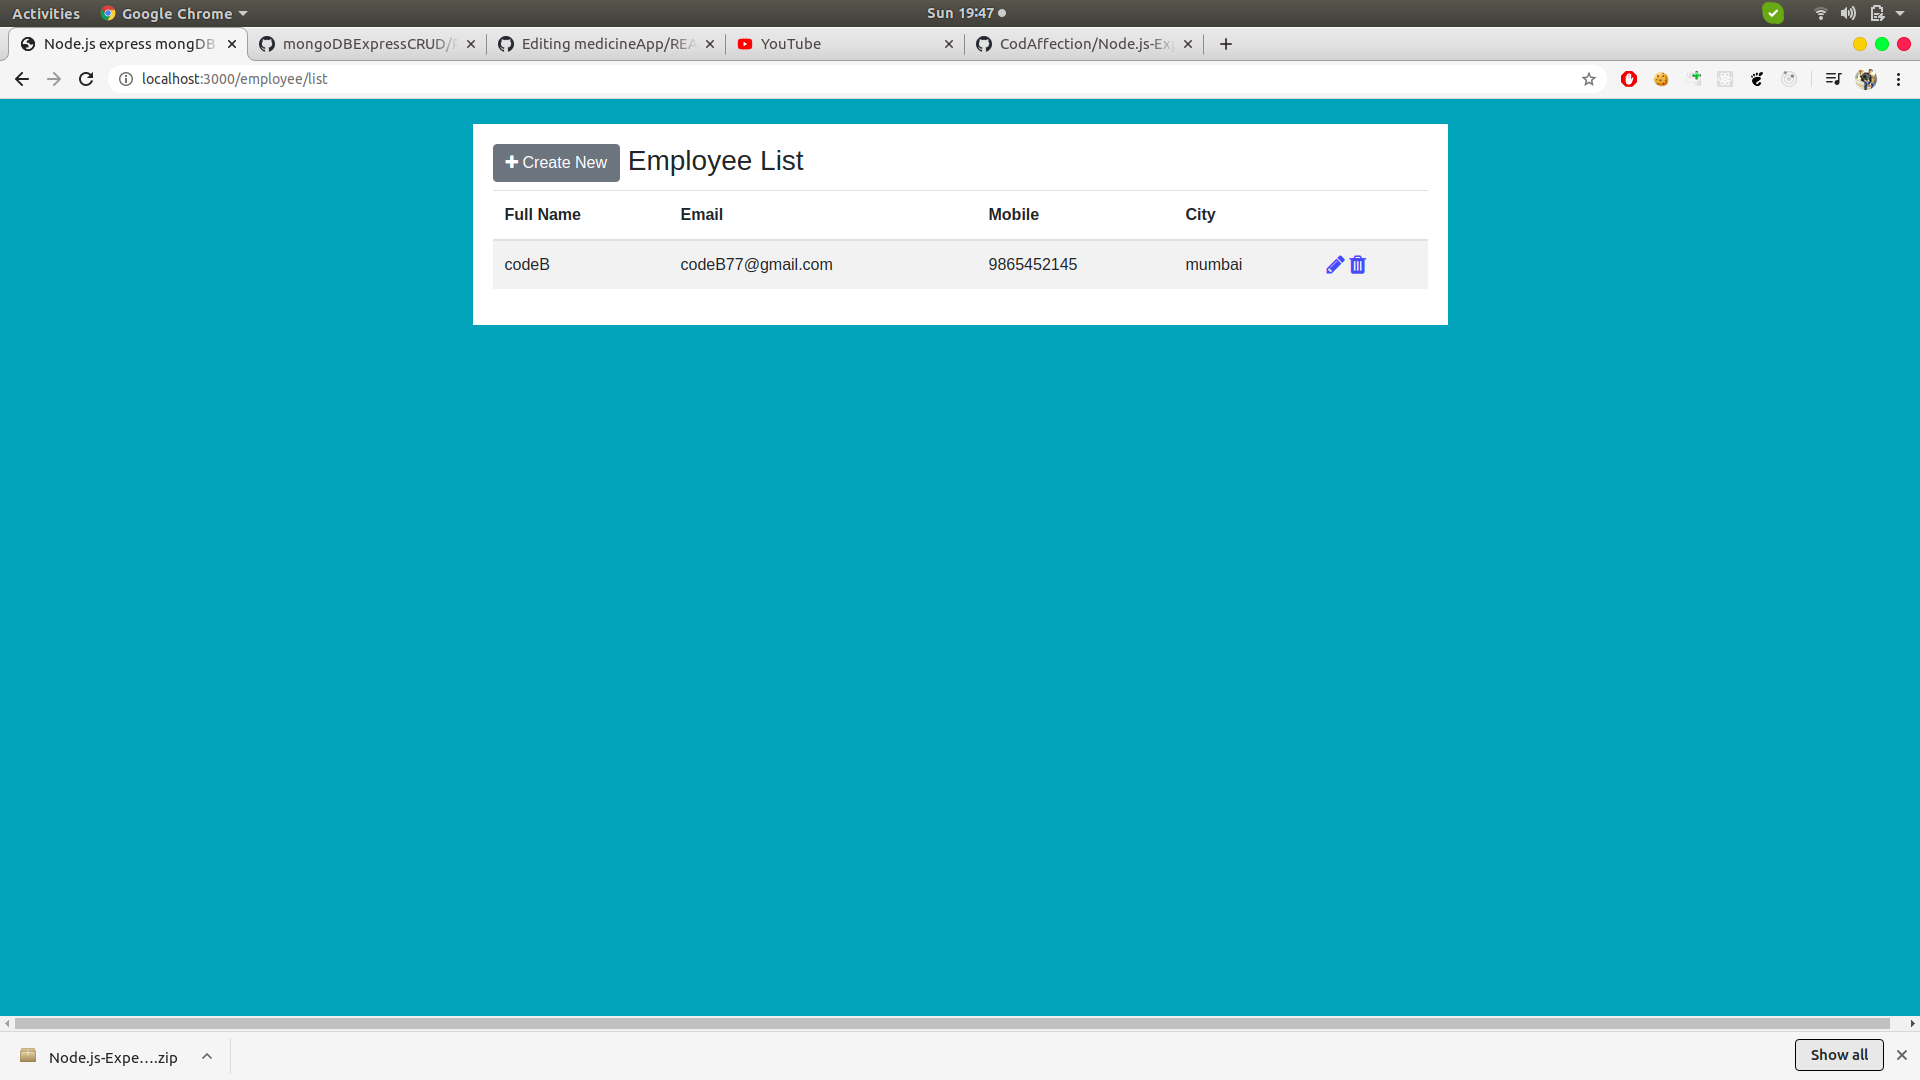 Activities Google Chrome Sun 19:47
Node.js express mongDB mongoDBExpressCRUD/ Editing medicineApp/REA YouTube CodAffection/Node.js-Ex
localhost:3000/employee/list
Create New Employee List
Full Name Email Mobile City
codeB codeB77@gmail.com 9865452145 mumbai
Node.js-Expe....zip Show all